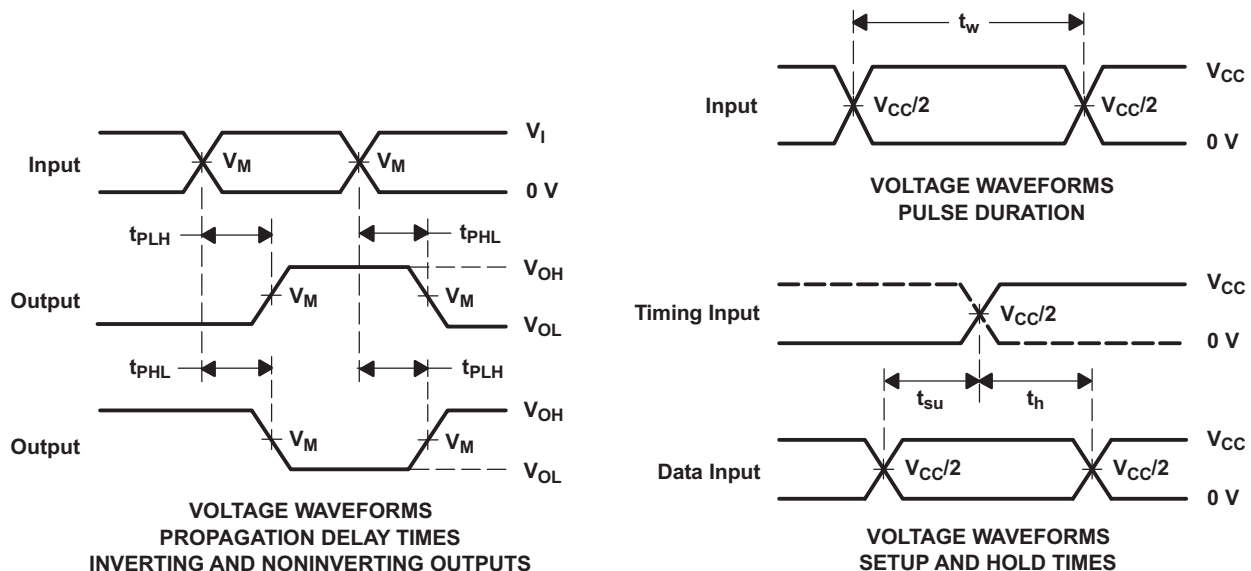 Input
V_I
V_M
V_M
0 V
t_PLH
t_PHL
Output
V_OH
V_M
V_M
V_OL
t_PHL
t_PLH
Output
V_OH
V_M
V_M
V_OL
VOLTAGE WAVEFORMS
PROPAGATION DELAY TIMES
INVERTING AND NONINVERTING OUTPUTS
t_w
Input
V_CC
V_CC/2
V_CC/2
0 V
VOLTAGE WAVEFORMS
PULSE DURATION
Timing Input
V_CC
V_CC/2
0 V
t_su
t_h
Data Input
V_CC
V_CC/2
V_CC/2
0 V
VOLTAGE WAVEFORMS
SETUP AND HOLD TIMES